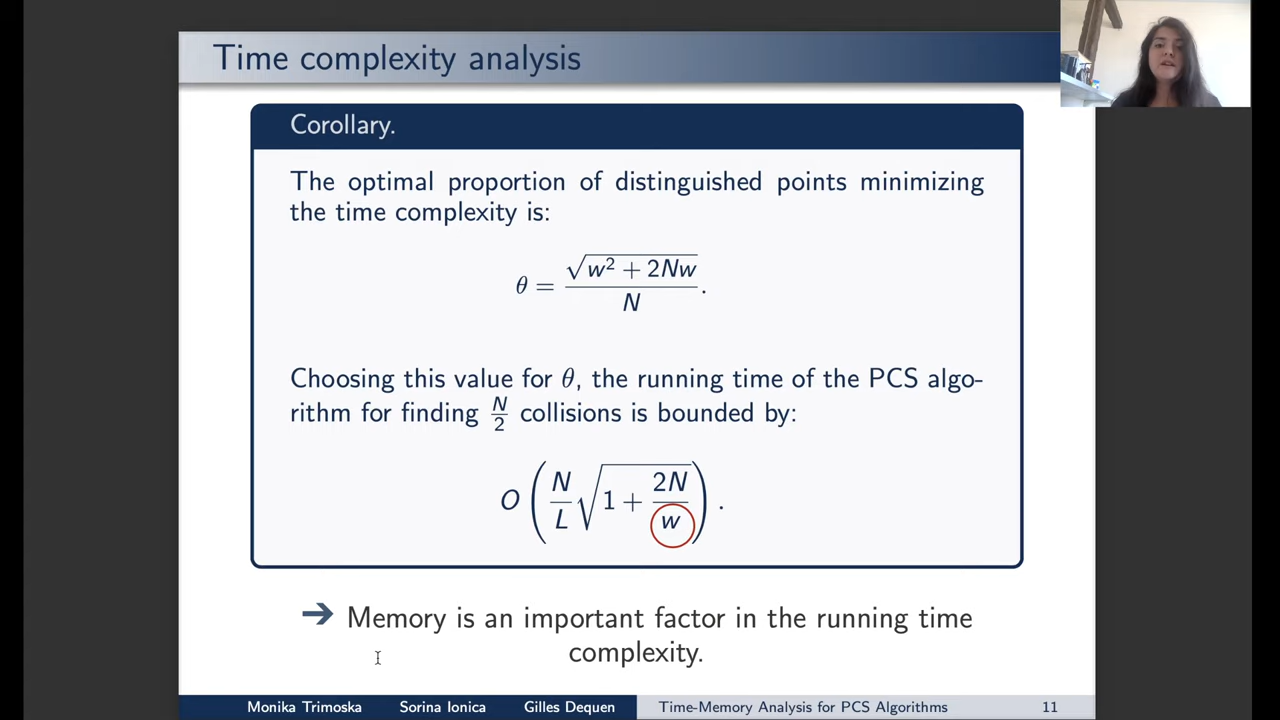 Time complexity analysis
Corollary.
The optimal proportion of distinguished points minimizing
the time complexity is:
θ = √(w² + 2Nw) / N.
Choosing this value for θ, the running time of the PCS algo-
rithm for finding N/2 collisions is bounded by:
O(N/L √(1 + 2N/w)).
➔ Memory is an important factor in the running time
complexity.
Monika Trimoska Sorina Ionica Gilles Dequen Time-Memory Analysis for PCS Algorithms 11